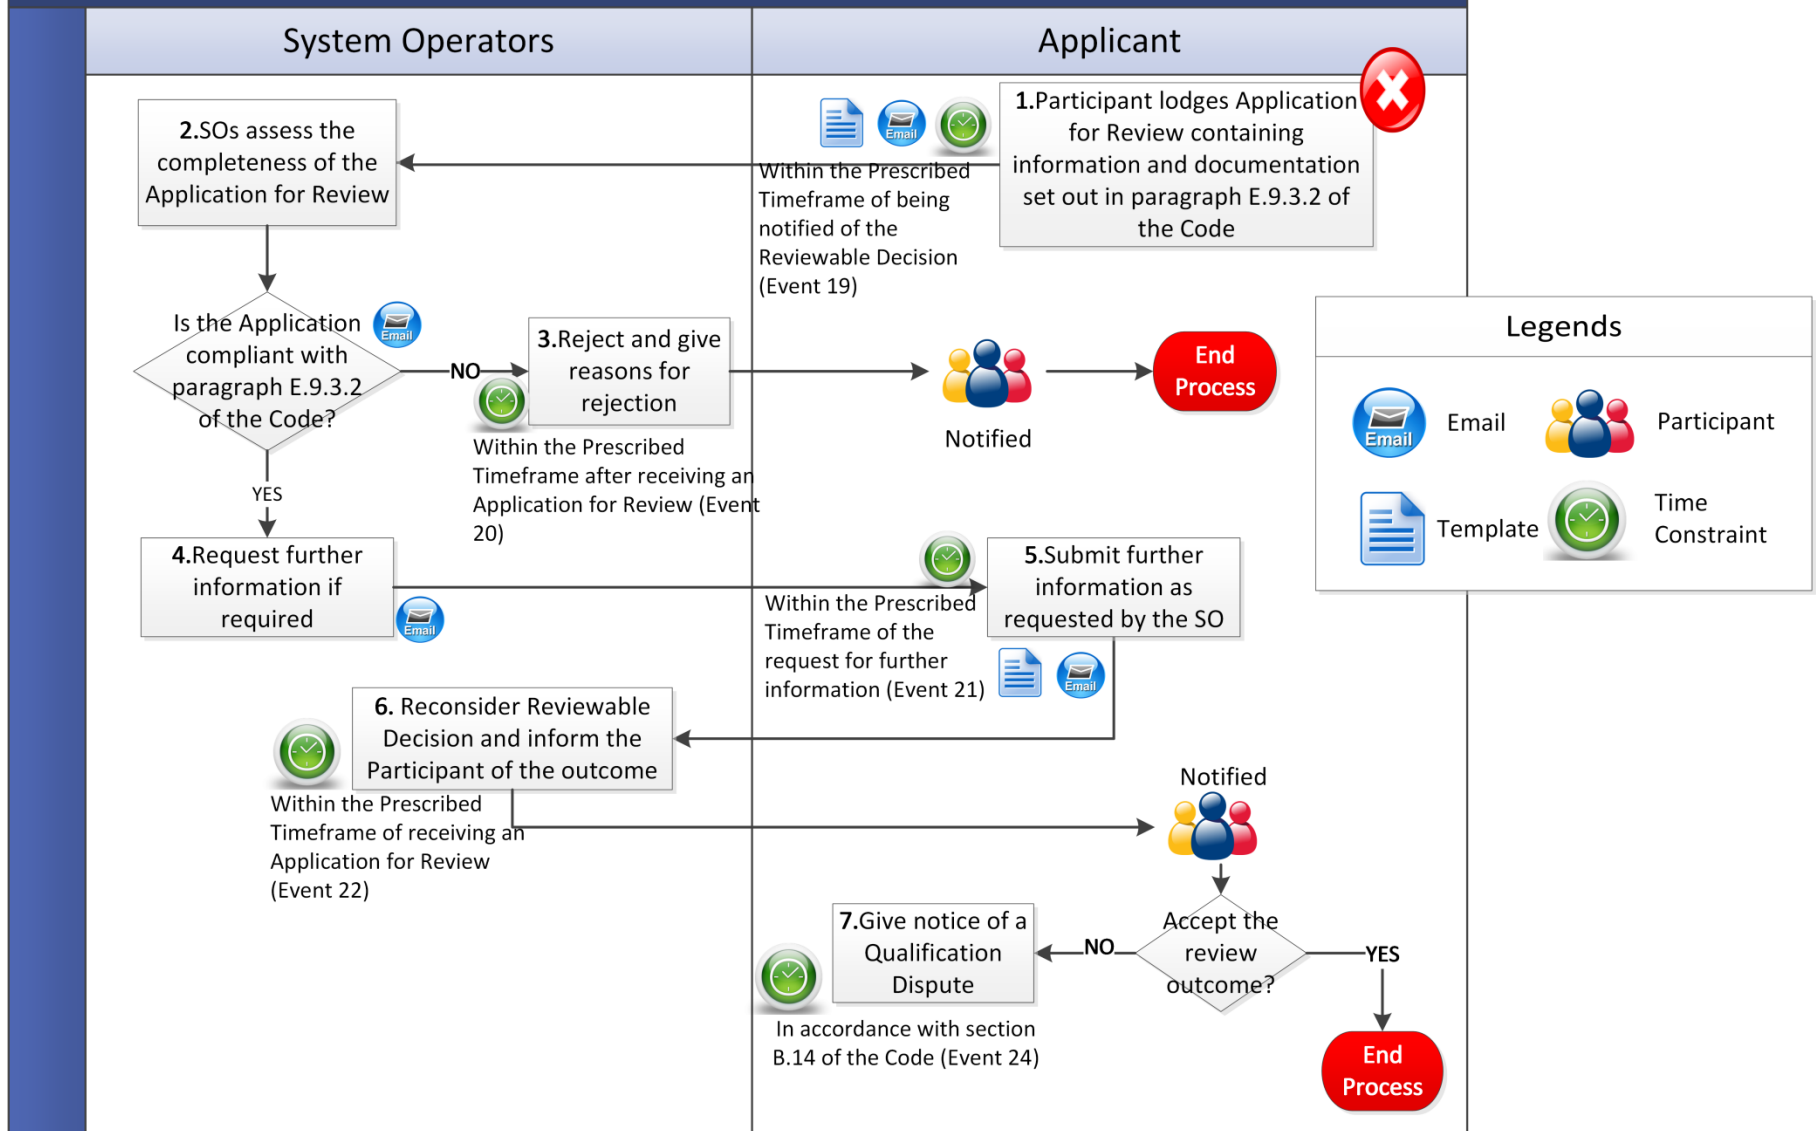 System Operators
Applicant
1.Participant lodges Application
for Review containing
information and documentation
set out in paragraph E.9.3.2 of
the Code
Email
Within the Prescribed
Timeframe of being
notified of the
Reviewable Decision
(Event 19)
2.SOs assess the
completeness of the
Application for Review
Is the Application
compliant with
paragraph E.9.3.2
of the Code?
Email
NO
3.Reject and give
reasons for
rejection
Within the Prescribed
Timeframe after receiving an
Application for Review (Event
20)
Notified
End
Process
YES
4.Request further
information if
required
Email
5.Submit further
information as
requested by the SO
Within the Prescribed
Timeframe of the
request for further
information (Event 21)
Email
6. Reconsider Reviewable
Decision and inform the
Participant of the outcome
Within the Prescribed
Timeframe of receiving an
Application for Review
(Event 22)
Notified
Accept the
review
outcome?
NO
7.Give notice of a
Qualification
Dispute
In accordance with section
B.14 of the Code (Event 24)
YES
End
Process
Legends
Email
Email
Participant
Template
Time
Constraint